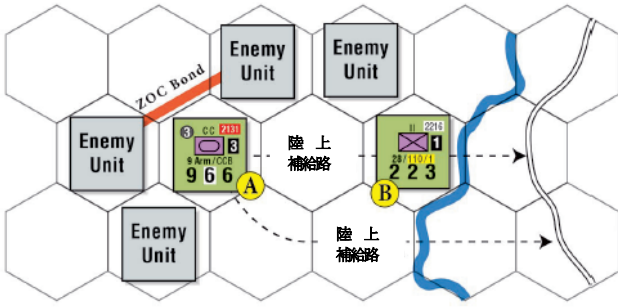 Enemy
Unit
Enemy
Unit
ZOC Bond
Enemy
Unit
3 CC 2131
3
9 Arm/CCB
9 6 6
A
陸 上
補給路
II 2216
1
28/110/1
2 2 3
B
Enemy
Unit
陸 上
補給路